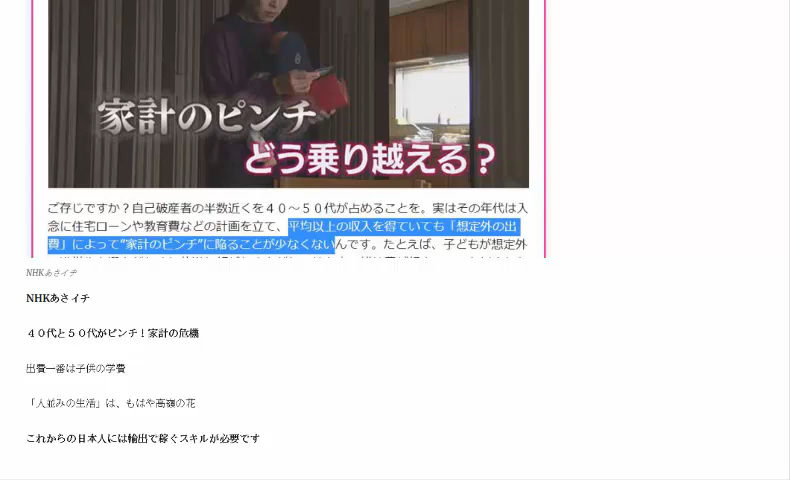 家計のピンチ
どう乗り越える?
ご存じですか?自己破産者の半数近くを40～50代が占めることを。実はその年代は入
念に住宅ローンや教育費などの計画を立て、平均以上の収入を得ていても「想定外の出
費」によって"家計のピンチ"に陥ることが少なくないんです。たとえば、子どもが想定外
NHKあさイチ
NHKあさイチ
40代と50代がピンチ！家計の危機
出費一番は子供の学費
「人並みの生活」は、もはや高嶺の花
これからの日本人には輸出で稼ぐスキルが必要です